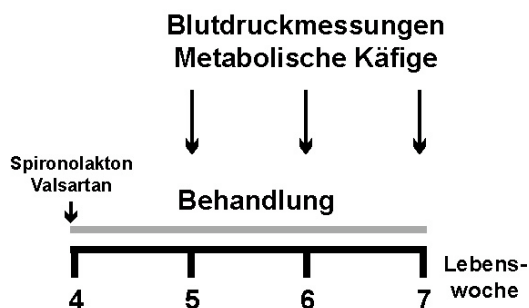 Blutdruckmessungen
Metabolische Käfige
Spironolakton
Valsartan
Behandlung
4 5 6 7
Lebens-
woche